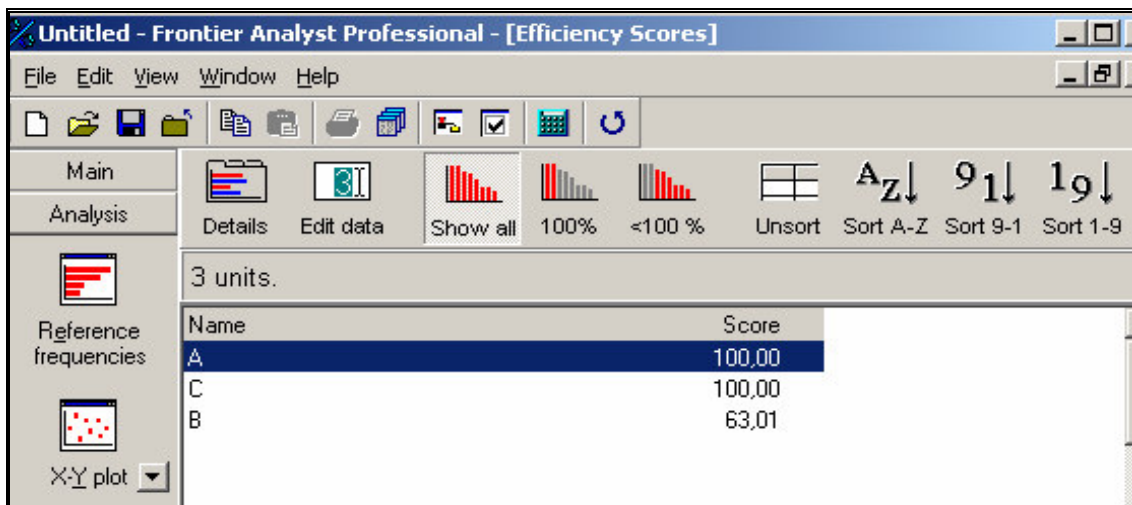 Untitled - Frontier Analyst Professional - [Efficiency Scores]
File Edit View Window Help
Main
Analysis
Details Edit data Show all 100% <100 % Unsort Sort A-Z Sort 9-1 Sort 1-9
3 units.
Reference
frequencies
X-Y plot
Name Score
A 100,00
C 100,00
B 63,01